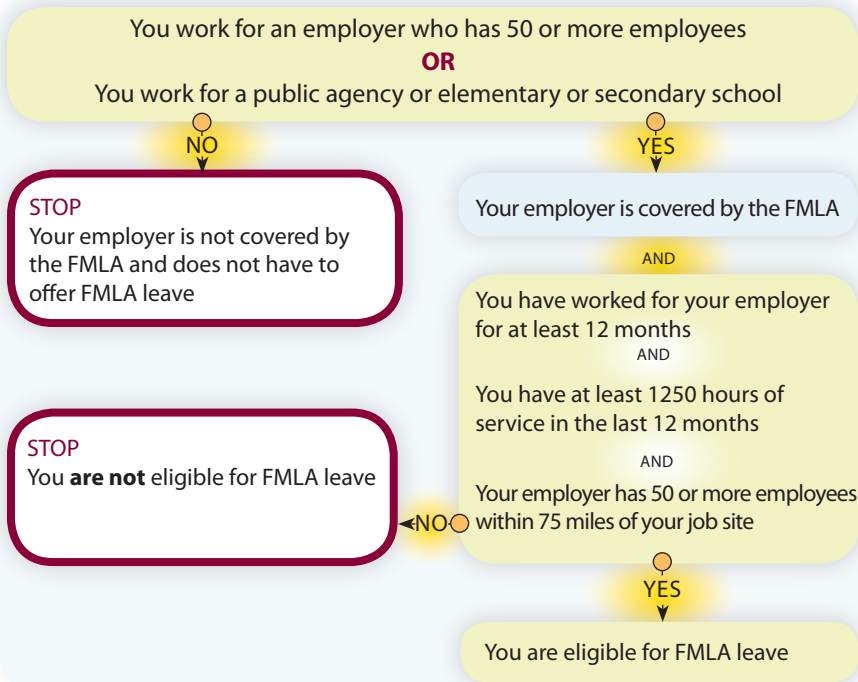 You work for an employer who has 50 or more employees
OR
You work for a public agency or elementary or secondary school
NO
YES
STOP
Your employer is not covered by
the FMLA and does not have to
offer FMLA leave
Your employer is covered by the FMLA
AND
You have worked for your employer
for at least 12 months
AND
You have at least 1250 hours of
service in the last 12 months
AND
Your employer has 50 or more employees
within 75 miles of your job site
NO
STOP
You are not eligible for FMLA leave
YES
You are eligible for FMLA leave